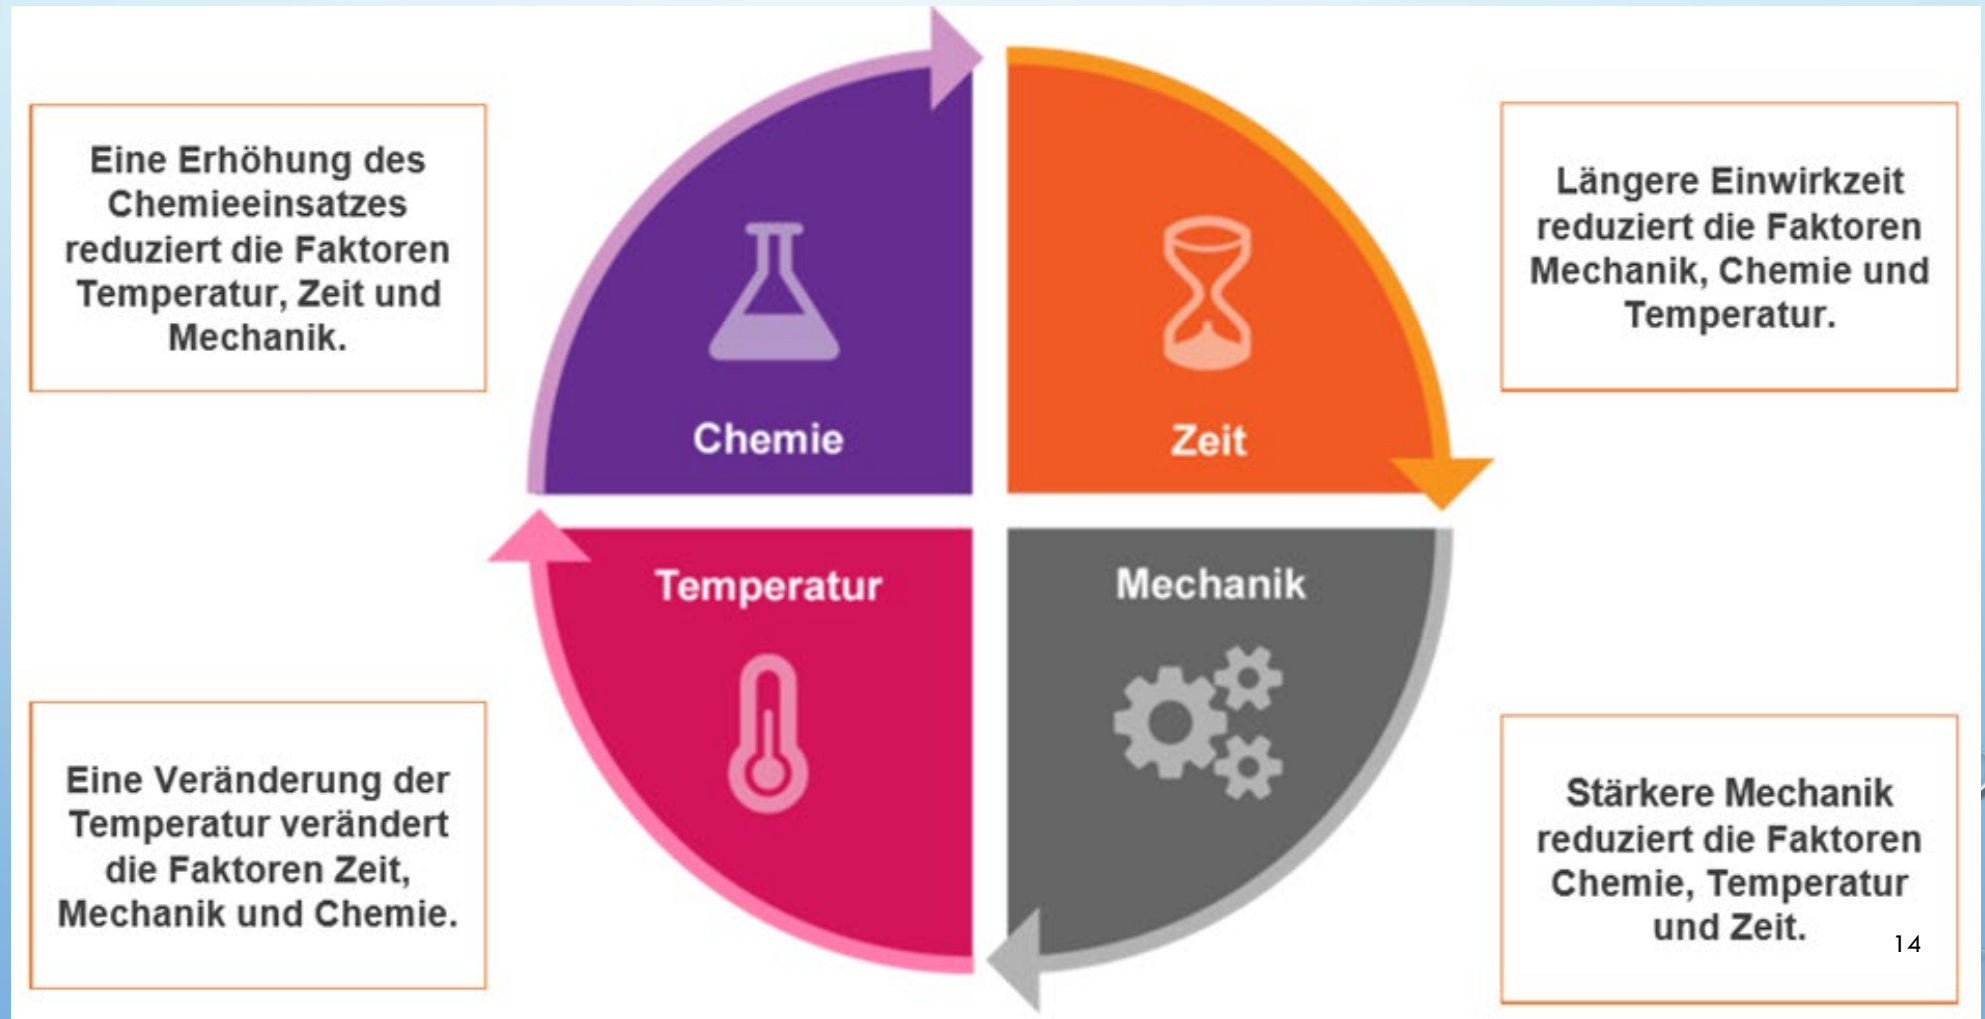 Eine Erhöhung des
Chemieeinsatzes
reduziert die Faktoren
Temperatur, Zeit und
Mechanik.
Chemie
Zeit
Längere Einwirkzeit
reduziert die Faktoren
Mechanik, Chemie und
Temperatur.
Eine Veränderung der
Temperatur verändert
die Faktoren Zeit,
Mechanik und Chemie.
Temperatur
Mechanik
Stärkere Mechanik
reduziert die Faktoren
Chemie, Temperatur
und Zeit.
14